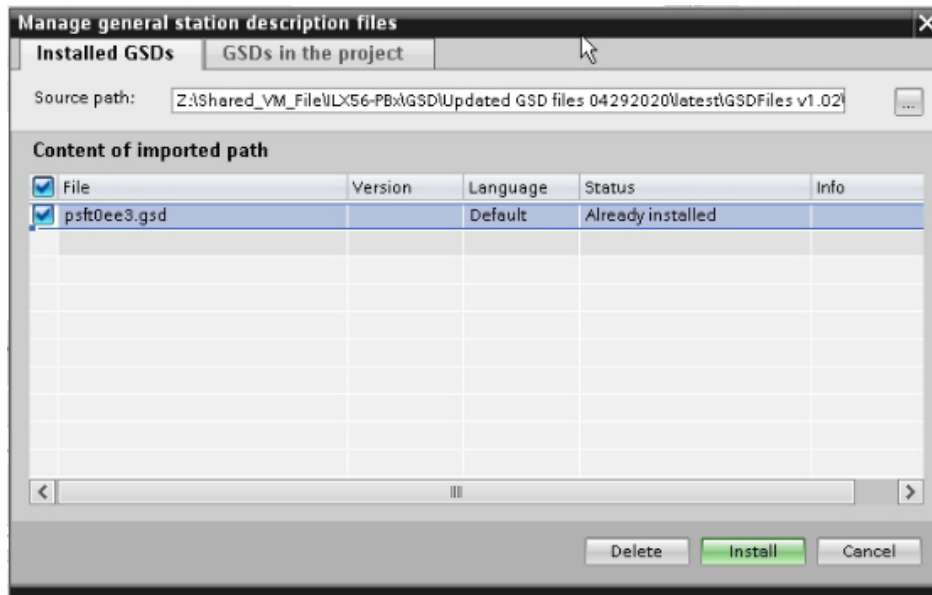 Manage general station description files
Installed GSDs GSDs in the project
Source path: Z:\Shared_VM_File\ILX56-PBx\GSD\Updated GSD files 04292020\latest\GSDFiles v1.02\ ...
Content of imported path
File Version Language Status Info
psft0ee3.gsd Default Already installed
Delete Install Cancel